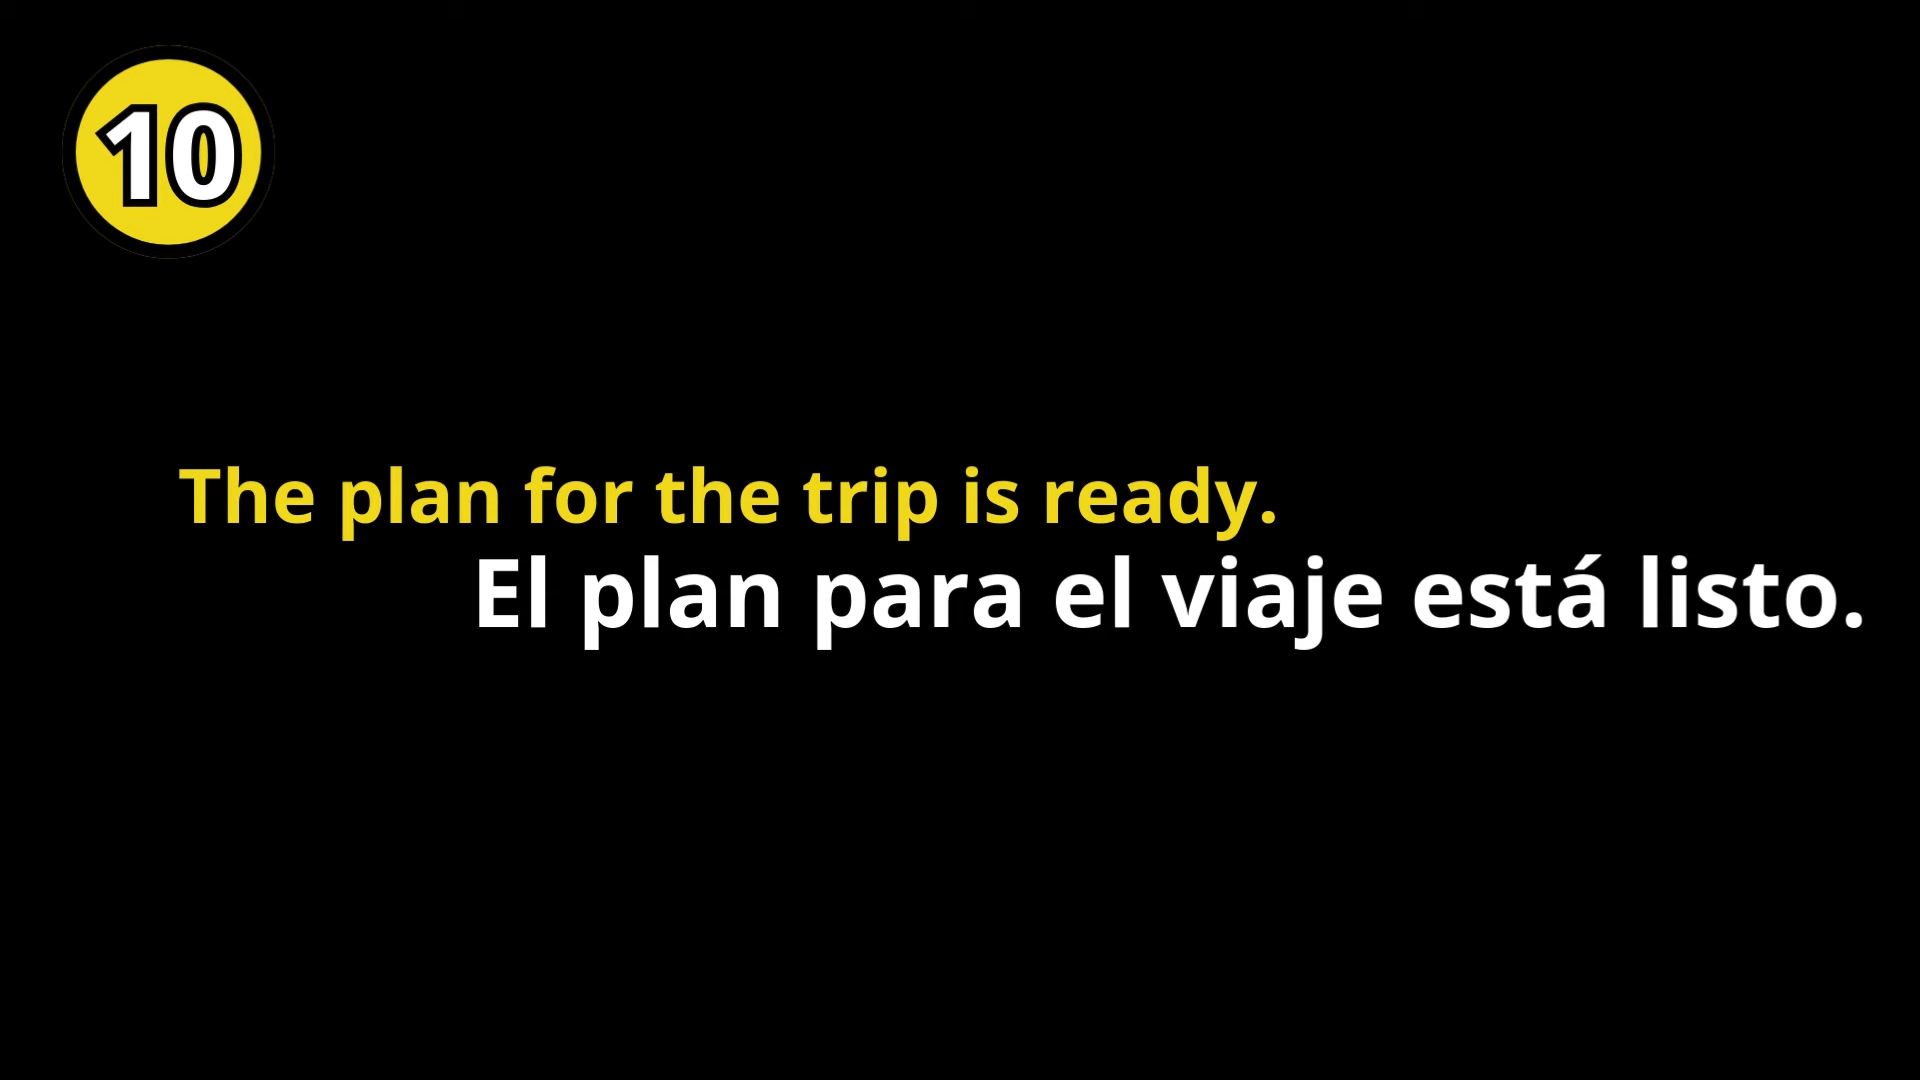 10
The plan for the trip is ready.
El plan para el viaje está listo.